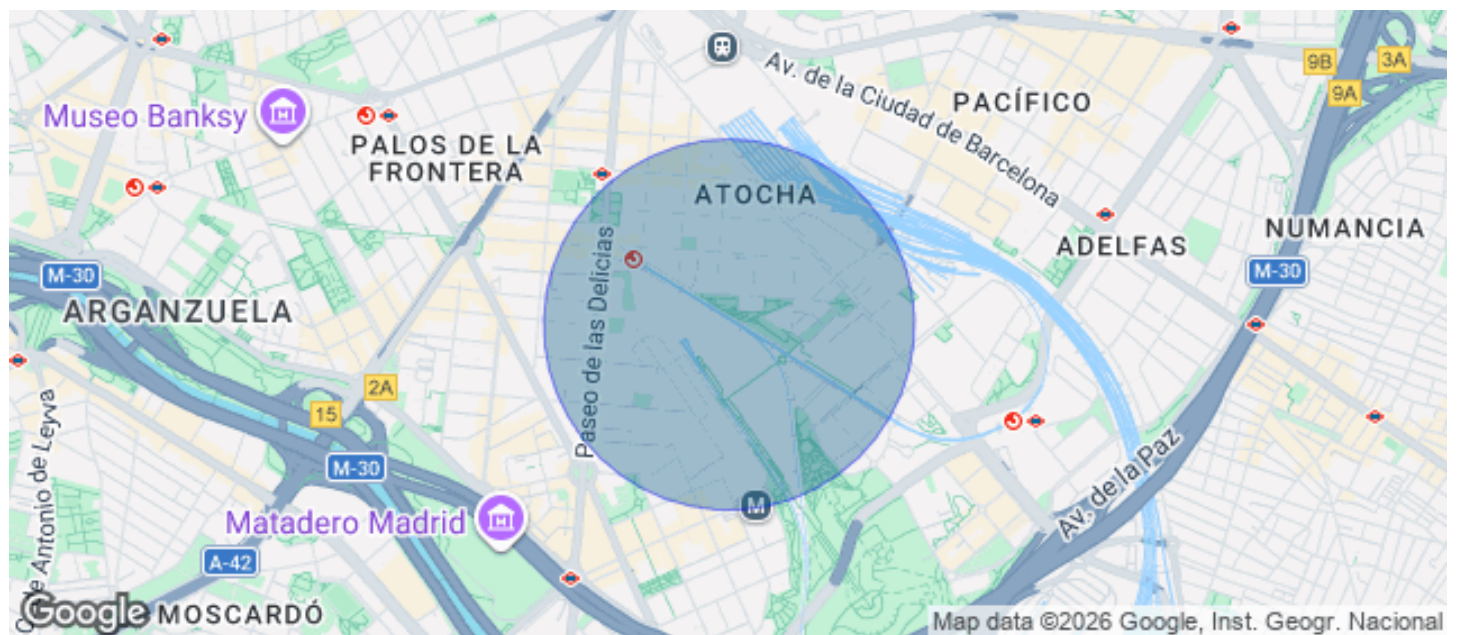 Av. de la Ciudad de Barcelona
9B
3A
9A
PACÍFICO
Museo Banksy
PALOS DE LA
FRONTERA
ATOCHA
NUMANCIA
ADELFAS
M-30
M-30
ARGANZUELA
Paseo de las Delicias
2A
15
M-30
Matadero Madrid
M
Av. de la Paz
A-42
Antonio de Leyva
Google
MOSCARDÓ
Map data ©2026 Google, Inst. Geogr. Nacional